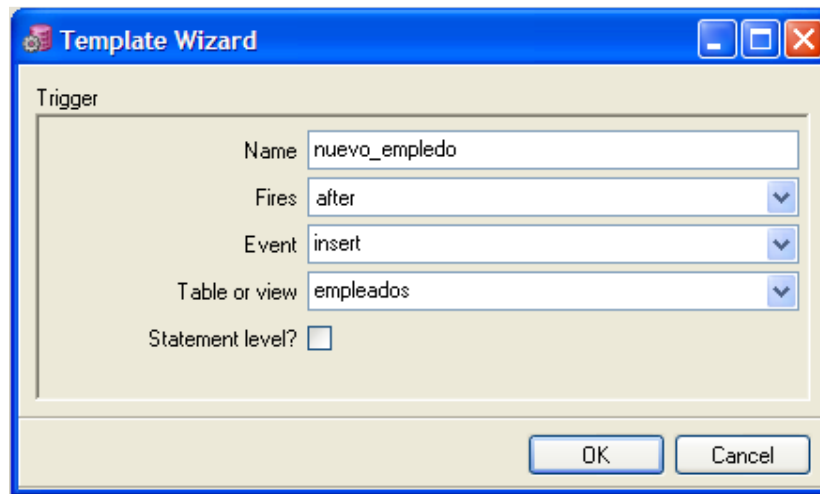 Template Wizard
Trigger
Name nuevo_empledo
Fires after
Event insert
Table or view empleados
Statement level?
OK Cancel